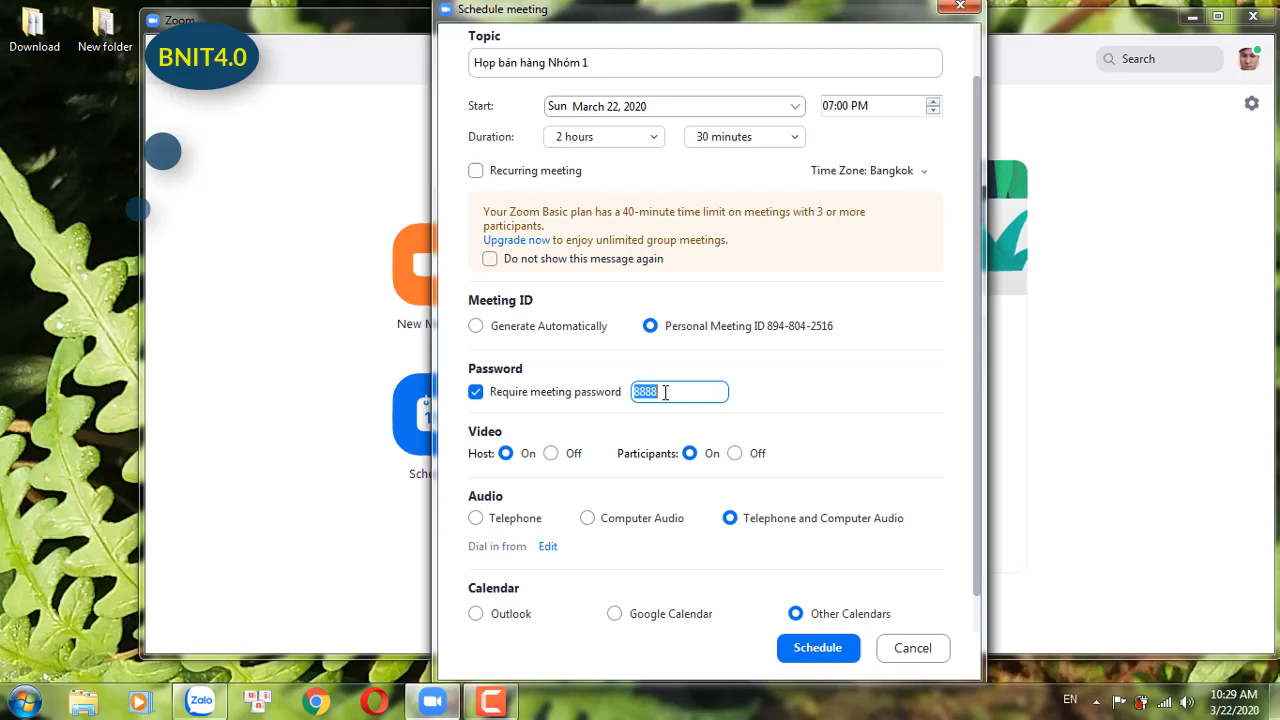 Download
New folder
Zoom
BNIT4.0
Search
Schedule meeting
Topic
Họp bán hàng Nhóm 1
Start:
Sun March 22, 2020
07:00 PM
Duration:
2 hours
30 minutes
Recurring meeting
Time Zone: Bangkok
Your Zoom Basic plan has a 40-minute time limit on meetings with 3 or more
participants.
Upgrade now to enjoy unlimited group meetings.
Do not show this message again
Meeting ID
Generate Automatically
Personal Meeting ID 894-804-2516
New
Password
Require meeting password
8888
Video
Host:
On
Off
Participants:
On
Off
Sche
Audio
Telephone
Computer Audio
Telephone and Computer Audio
Dial in from
Edit
Calendar
Outlook
Google Calendar
Other Calendars
Schedule
Cancel
Zalo
EN
10:29 AM
3/22/2020